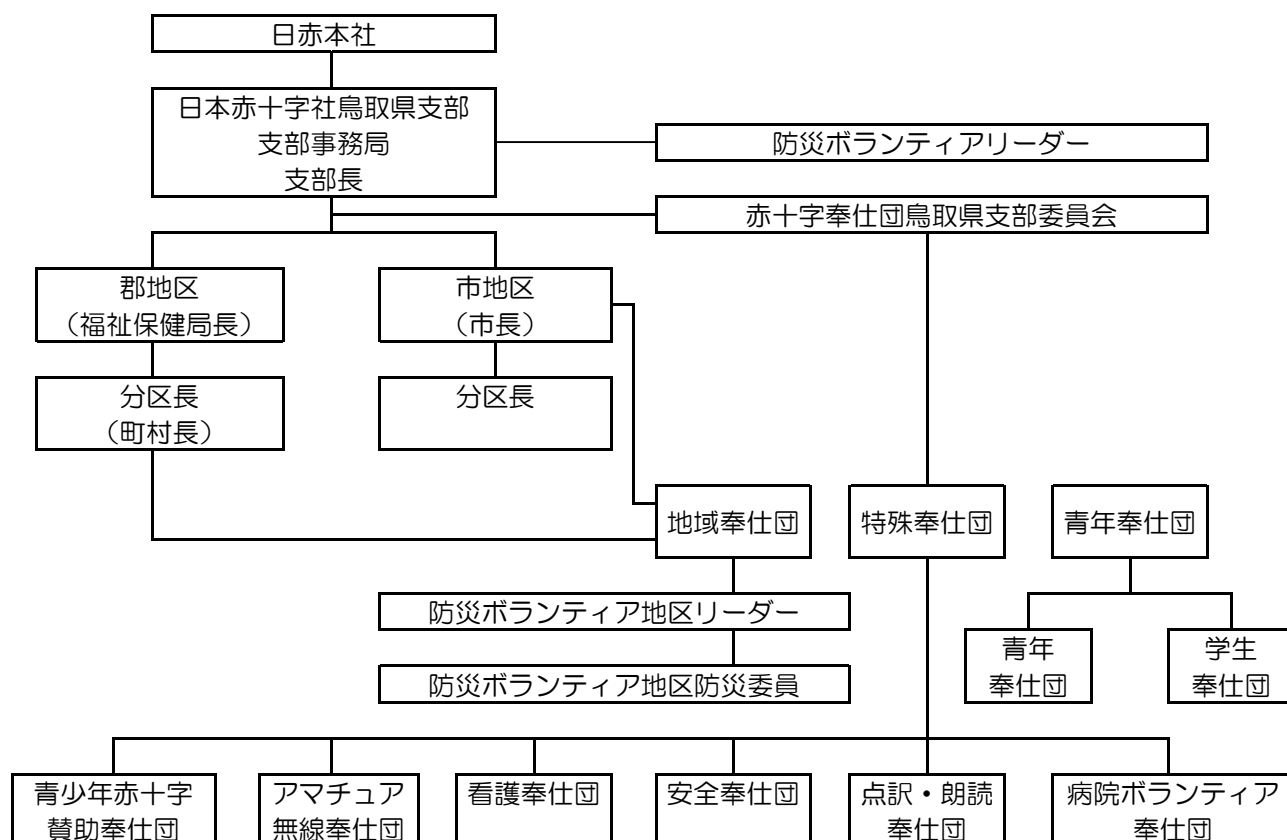 日赤本社
日本赤十字社鳥取県支部
支部事務局
支部長
防災ボランティアリーダー
赤十字奉仕団鳥取県支部委員会
郡地区
（福祉保健局長）
市地区
（市長）
分区長
（町村長）
分区長
地域奉仕団
特殊奉仕団
青年奉仕団
防災ボランティア地区リーダー
青年
奉仕団
学生
奉仕団
防災ボランティア地区防災委員
青少年赤十字
賛助奉仕団
アマチュア
無線奉仕団
看護奉仕団
安全奉仕団
点訳・朗読
奉仕団
病院ボランティア
奉仕団